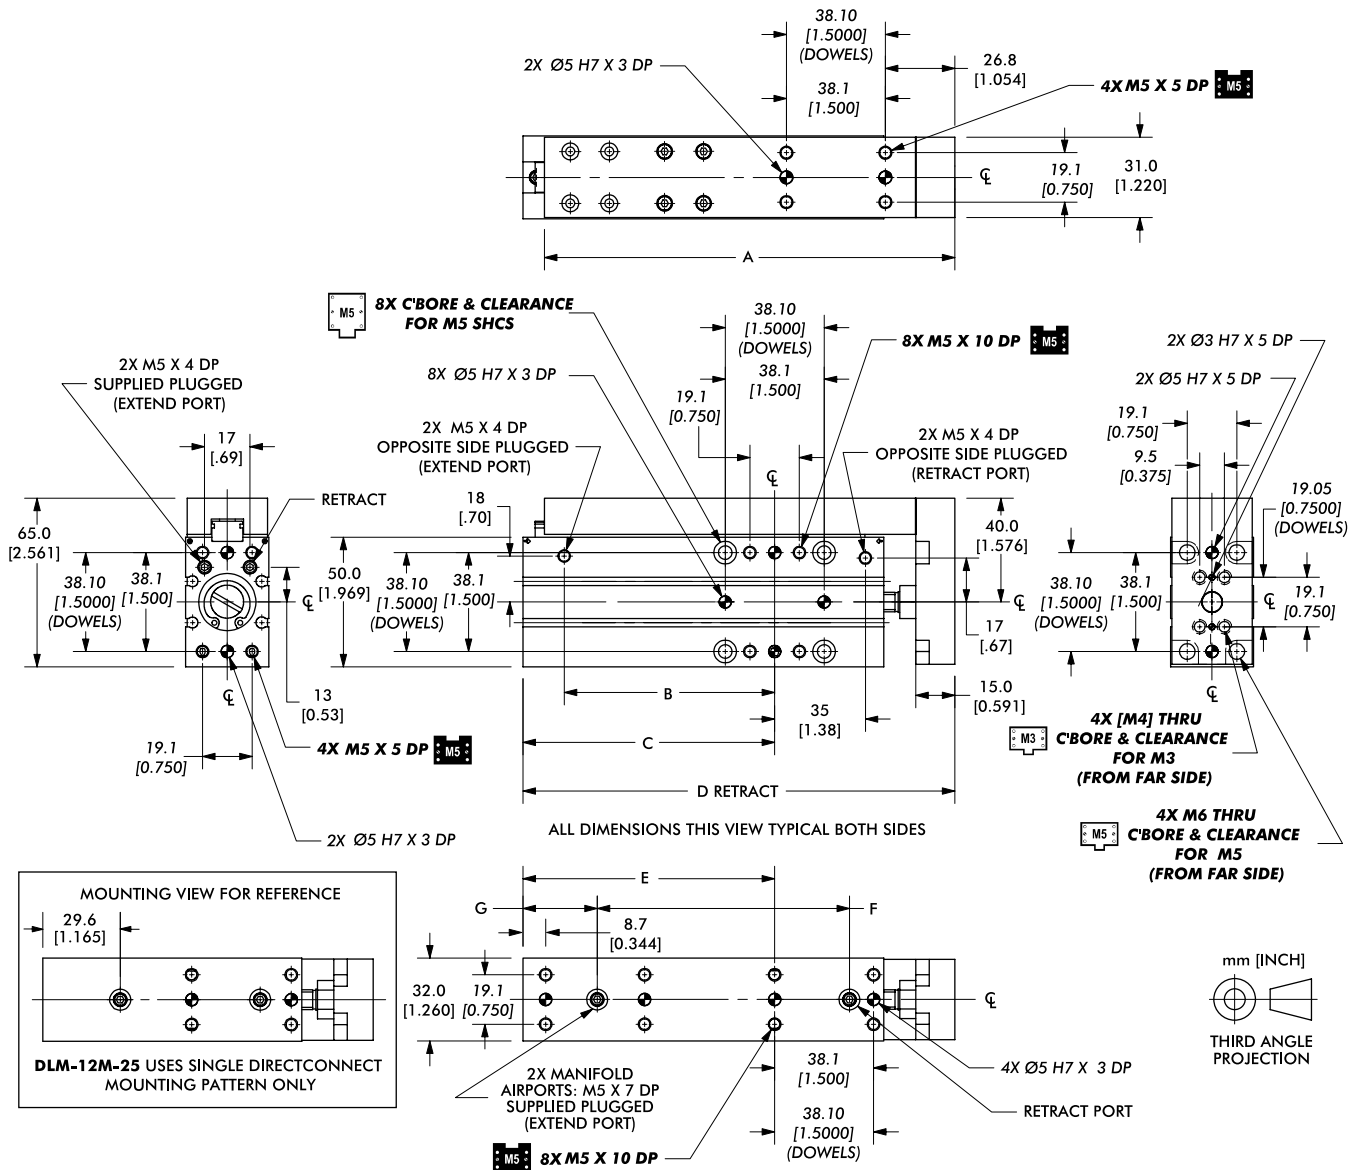 38.10
[1.5000]
(DOWELS)
26.8
[1.054]
2X Ø5 H7 X 3 DP
38.1
[1.500]
4X M5 X 5 DP
M5
19.1
[0.750]
31.0
[1.220]
℄
A
M5
8X C'BORE & CLEARANCE
FOR M5 SHCS
38.10
[1.5000]
(DOWELS)
38.1
[1.500]
8X M5 X 10 DP
M5
2X Ø3 H7 X 5 DP
2X M5 X 4 DP
SUPPLIED PLUGGED
(EXTEND PORT)
8X Ø5 H7 X 3 DP
2X Ø5 H7 X 5 DP
19.1
[0.750]
19.1
[0.750]
17
[.69]
2X M5 X 4 DP
OPPOSITE SIDE PLUGGED
(EXTEND PORT)
2X M5 X 4 DP
OPPOSITE SIDE PLUGGED
(RETRACT PORT)
9.5
[0.375]
℄
RETRACT
18
[.70]
19.05
[0.7500]
(DOWELS)
65.0
[2.561]
40.0
[1.576]
38.10
[1.5000]
(DOWELS)
38.1
[1.500]
℄
50.0
[1.969]
38.10
[1.5000]
(DOWELS)
38.1
[1.500]
℄
38.10
[1.5000]
(DOWELS)
38.1
[1.500]
℄
19.1
[0.750]
17
[.67]
℄
℄
13
[0.53]
B
15.0
[0.591]
35
[1.38]
19.1
[0.750]
4X M5 X 5 DP
M5
C
M3
4X [M4] THRU
C'BORE & CLEARANCE
FOR M3
(FROM FAR SIDE)
D RETRACT
2X Ø5 H7 X 3 DP
ALL DIMENSIONS THIS VIEW TYPICAL BOTH SIDES
M5
4X M6 THRU
C'BORE & CLEARANCE
FOR M5
(FROM FAR SIDE)
MOUNTING VIEW FOR REFERENCE
29.6
[1.165]
DLM-12M-25 USES SINGLE DIRECTCONNECT
MOUNTING PATTERN ONLY
E
G
F
8.7
[0.344]
32.0
[1.260]
19.1
[0.750]
℄
mm [INCH]
THIRD ANGLE
PROJECTION
2X MANIFOLD
AIRPORTS: M5 X 7 DP
SUPPLIED PLUGGED
(EXTEND PORT)
38.1
[1.500]
4X Ø5 H7 X 3 DP
RETRACT PORT
38.10
[1.5000]
(DOWELS)
M5
8X M5 X 10 DP